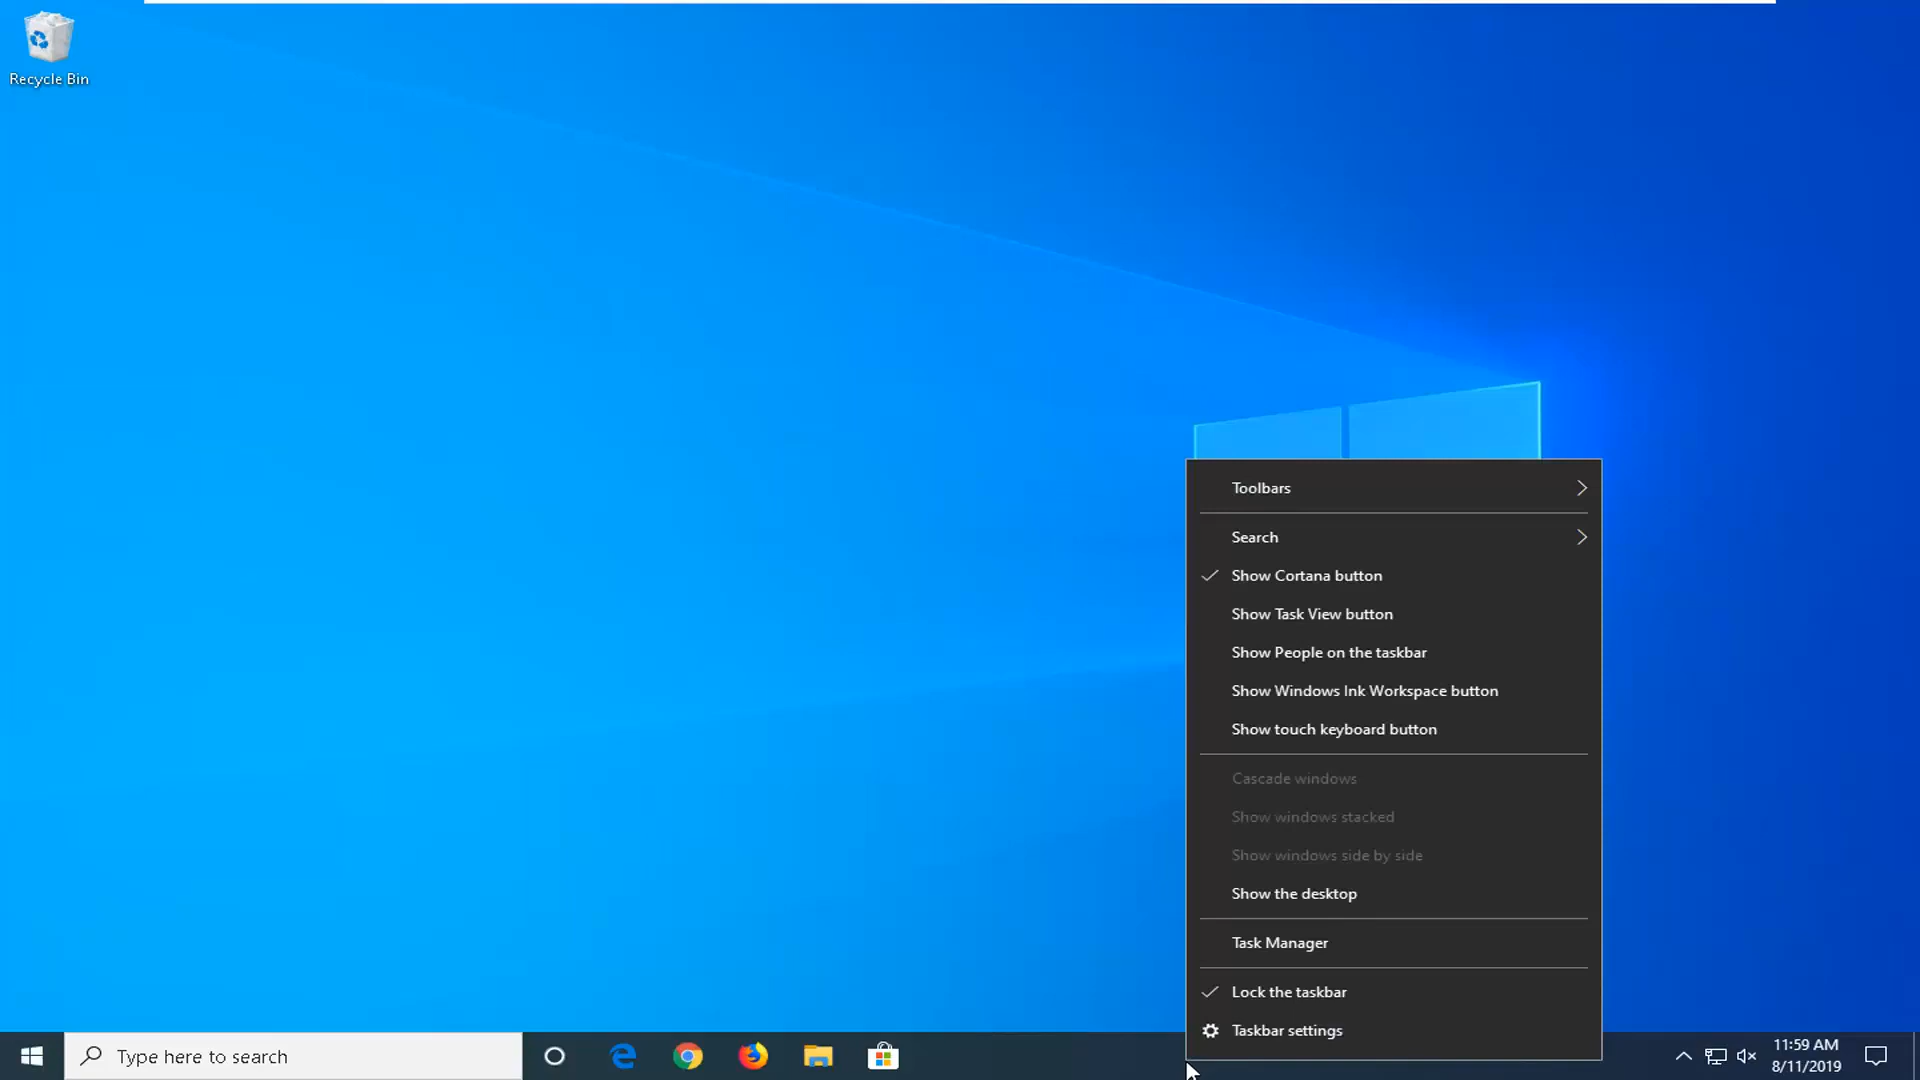 Recycle Bin
Toolbars
Search
Show Cortana button
Show Task View button
Show People on the taskbar
Show Windows Ink Workspace button
Show touch keyboard button
Cascade windows
Show windows stacked
Show windows side by side
Show the desktop
Task Manager
Lock the taskbar
Taskbar settings
Type here to search
11:59 AM
8/11/2019